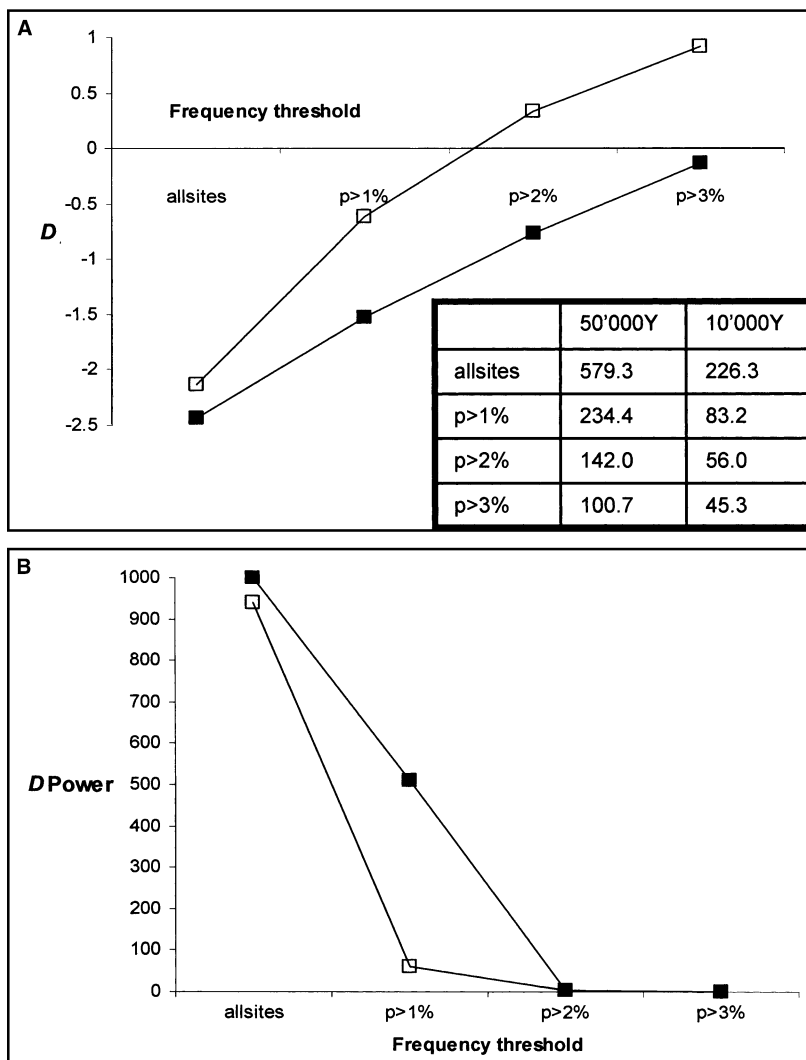 A
1
0.5
Frequency threshold
0
allsites p>1% p>2% p>3%
-0.5
D
-1
-1.5
-2
-2.5
50'000Y 10'000Y
allsites 579.3 226.3
p>1% 234.4 83.2
p>2% 142.0 56.0
p>3% 100.7 45.3
B
1000
900
800
700
600
D Power
500
400
300
200
100
0
allsites p>1% p>2% p>3%
Frequency threshold